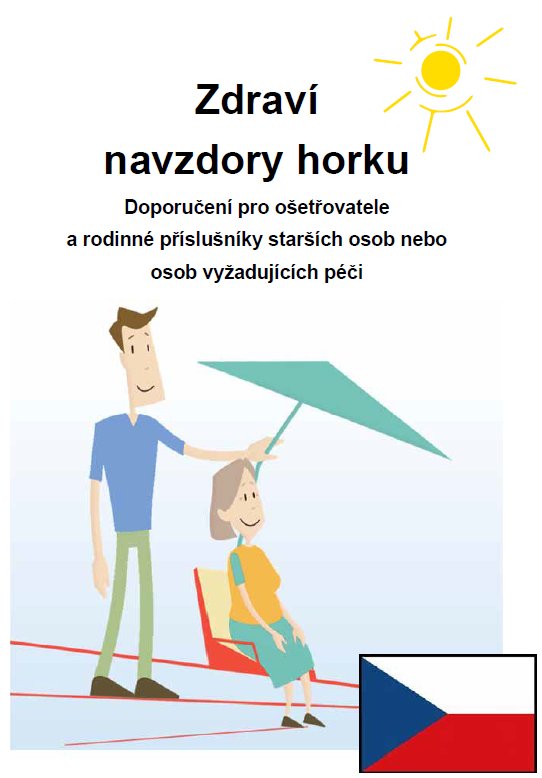 Zdraví
navzdory horku
Doporučení pro ošetřovatele
a rodinné příslušníky starších osob nebo
osob vyžadujících péči